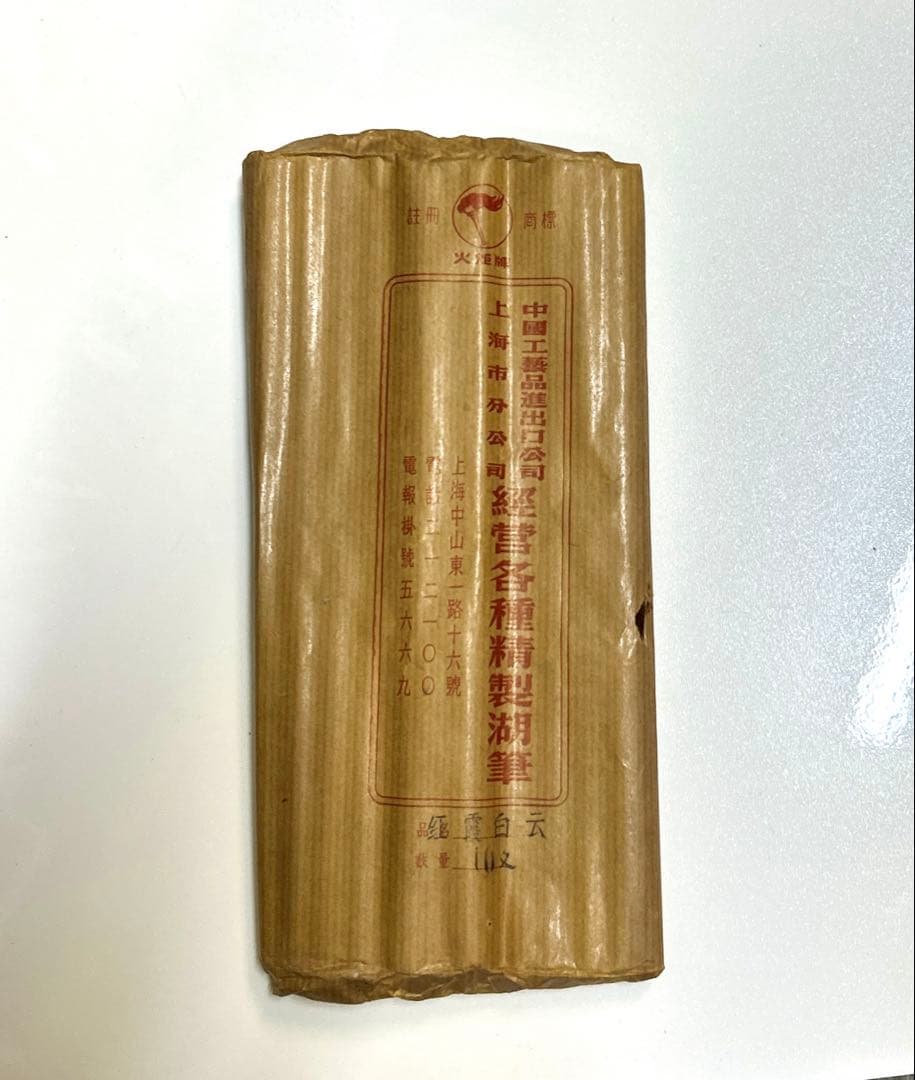 註冊 商標
火炬牌
中國工藝品進出口公司
上海市分公司
經營各種精製湖筆
上海中山東一路十六號
電話二一二一〇〇
電報掛號五六六九
品 霞白云
数量 10支